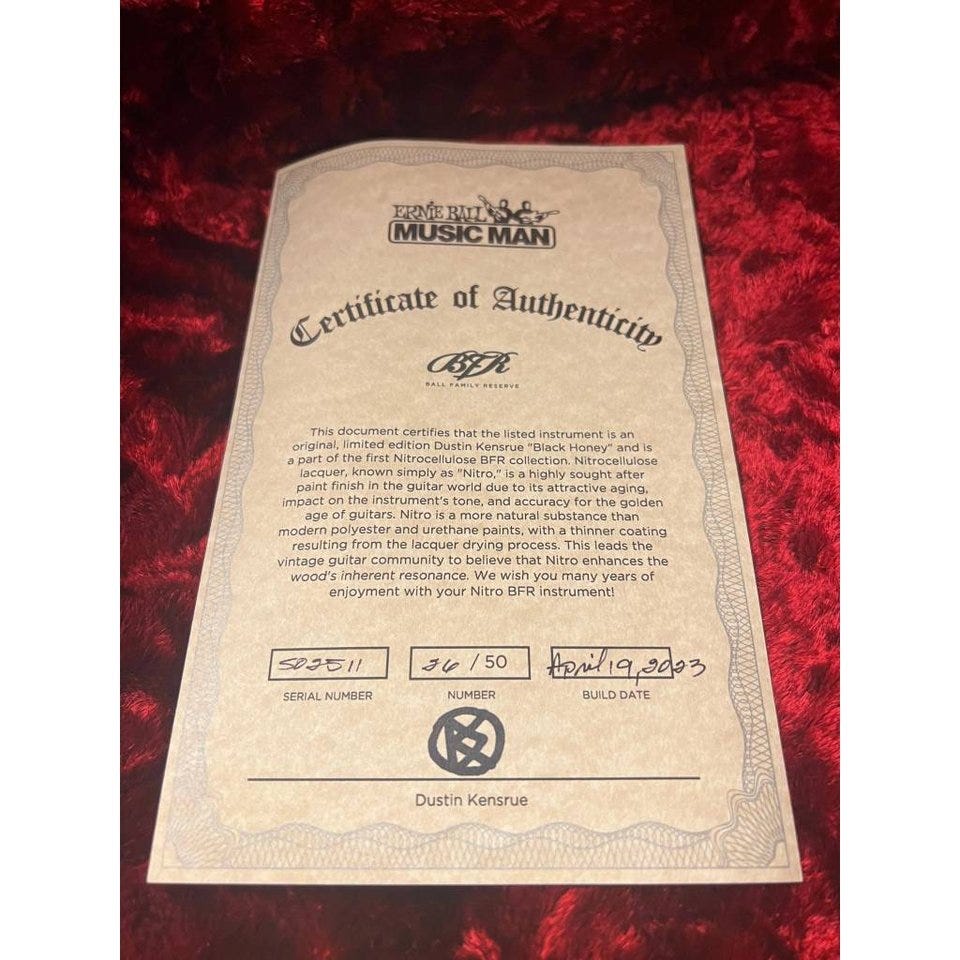 ERNIE BALL
MUSIC MAN
Certificate of Authenticity
BFR
BALL FAMILY RESERVE
This document certifies that the listed instrument is an
original, limited edition Dustin Kensrue "Black Honey" and is
a part of the first Nitrocellulose BFR collection. Nitrocellulose
lacquer, known simply as "Nitro," is a highly sought after
paint finish in the guitar world due to its attractive aging,
impact on the instrument's tone, and accuracy for the golden
age of guitars. Nitro is a more natural substance than
modern polyester and urethane paints, with a thinner coating
resulting from the lacquer drying process. This leads the
vintage guitar community to believe that Nitro enhances the
wood's inherent resonance. We wish you many years of
enjoyment with your Nitro BFR instrument!
S02511 26 / 50 April 19, 2023
SERIAL NUMBER NUMBER BUILD DATE
Dustin Kensrue